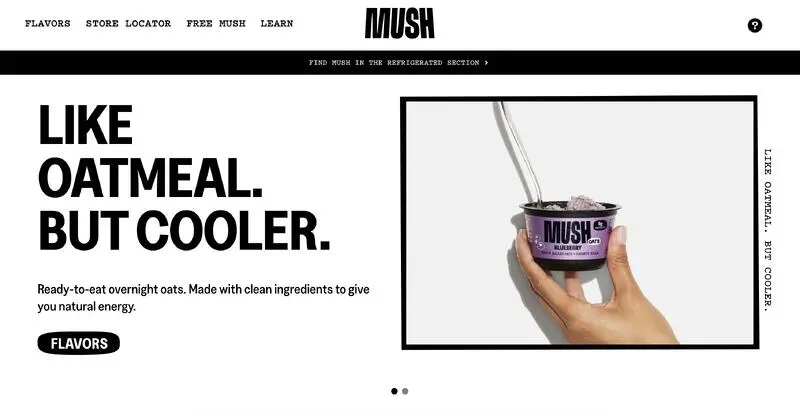 FLAVORS
STORE LOCATOR
FREE MUSH
LEARN
MUSH
?
FIND MUSH IN THE REFRIGERATED SECTION >
LIKE
OATMEAL.
BUT COOLER.
Ready-to-eat overnight oats. Made with clean ingredients to give
you natural energy.
FLAVORS
MUSH
OATS
BLUEBERRY
LIKE OATMEAL. BUT COOLER.